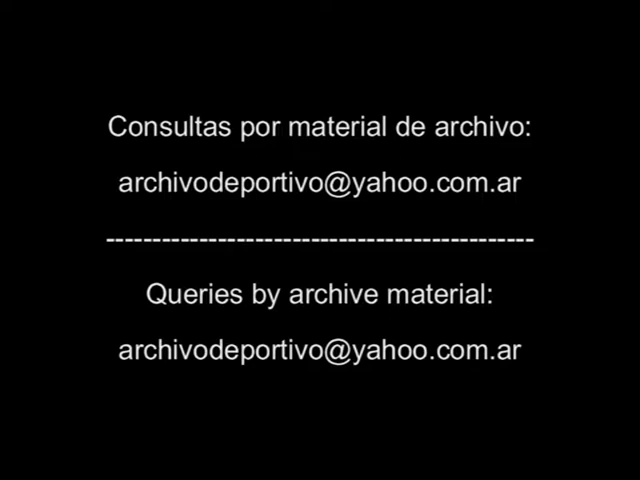 Consultas por material de archivo:
archivodeportivo@yahoo.com.ar
----------------------------------------------
Queries by archive material:
archivodeportivo@yahoo.com.ar